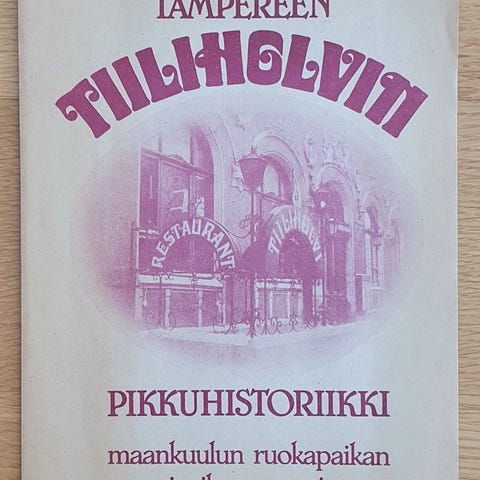 TAMPEREEN
TIILIHOLVIN
RESTAURANT
TIILIHOLVI
PIKKUHISTORIIKKI
maankuulun ruokapaikan